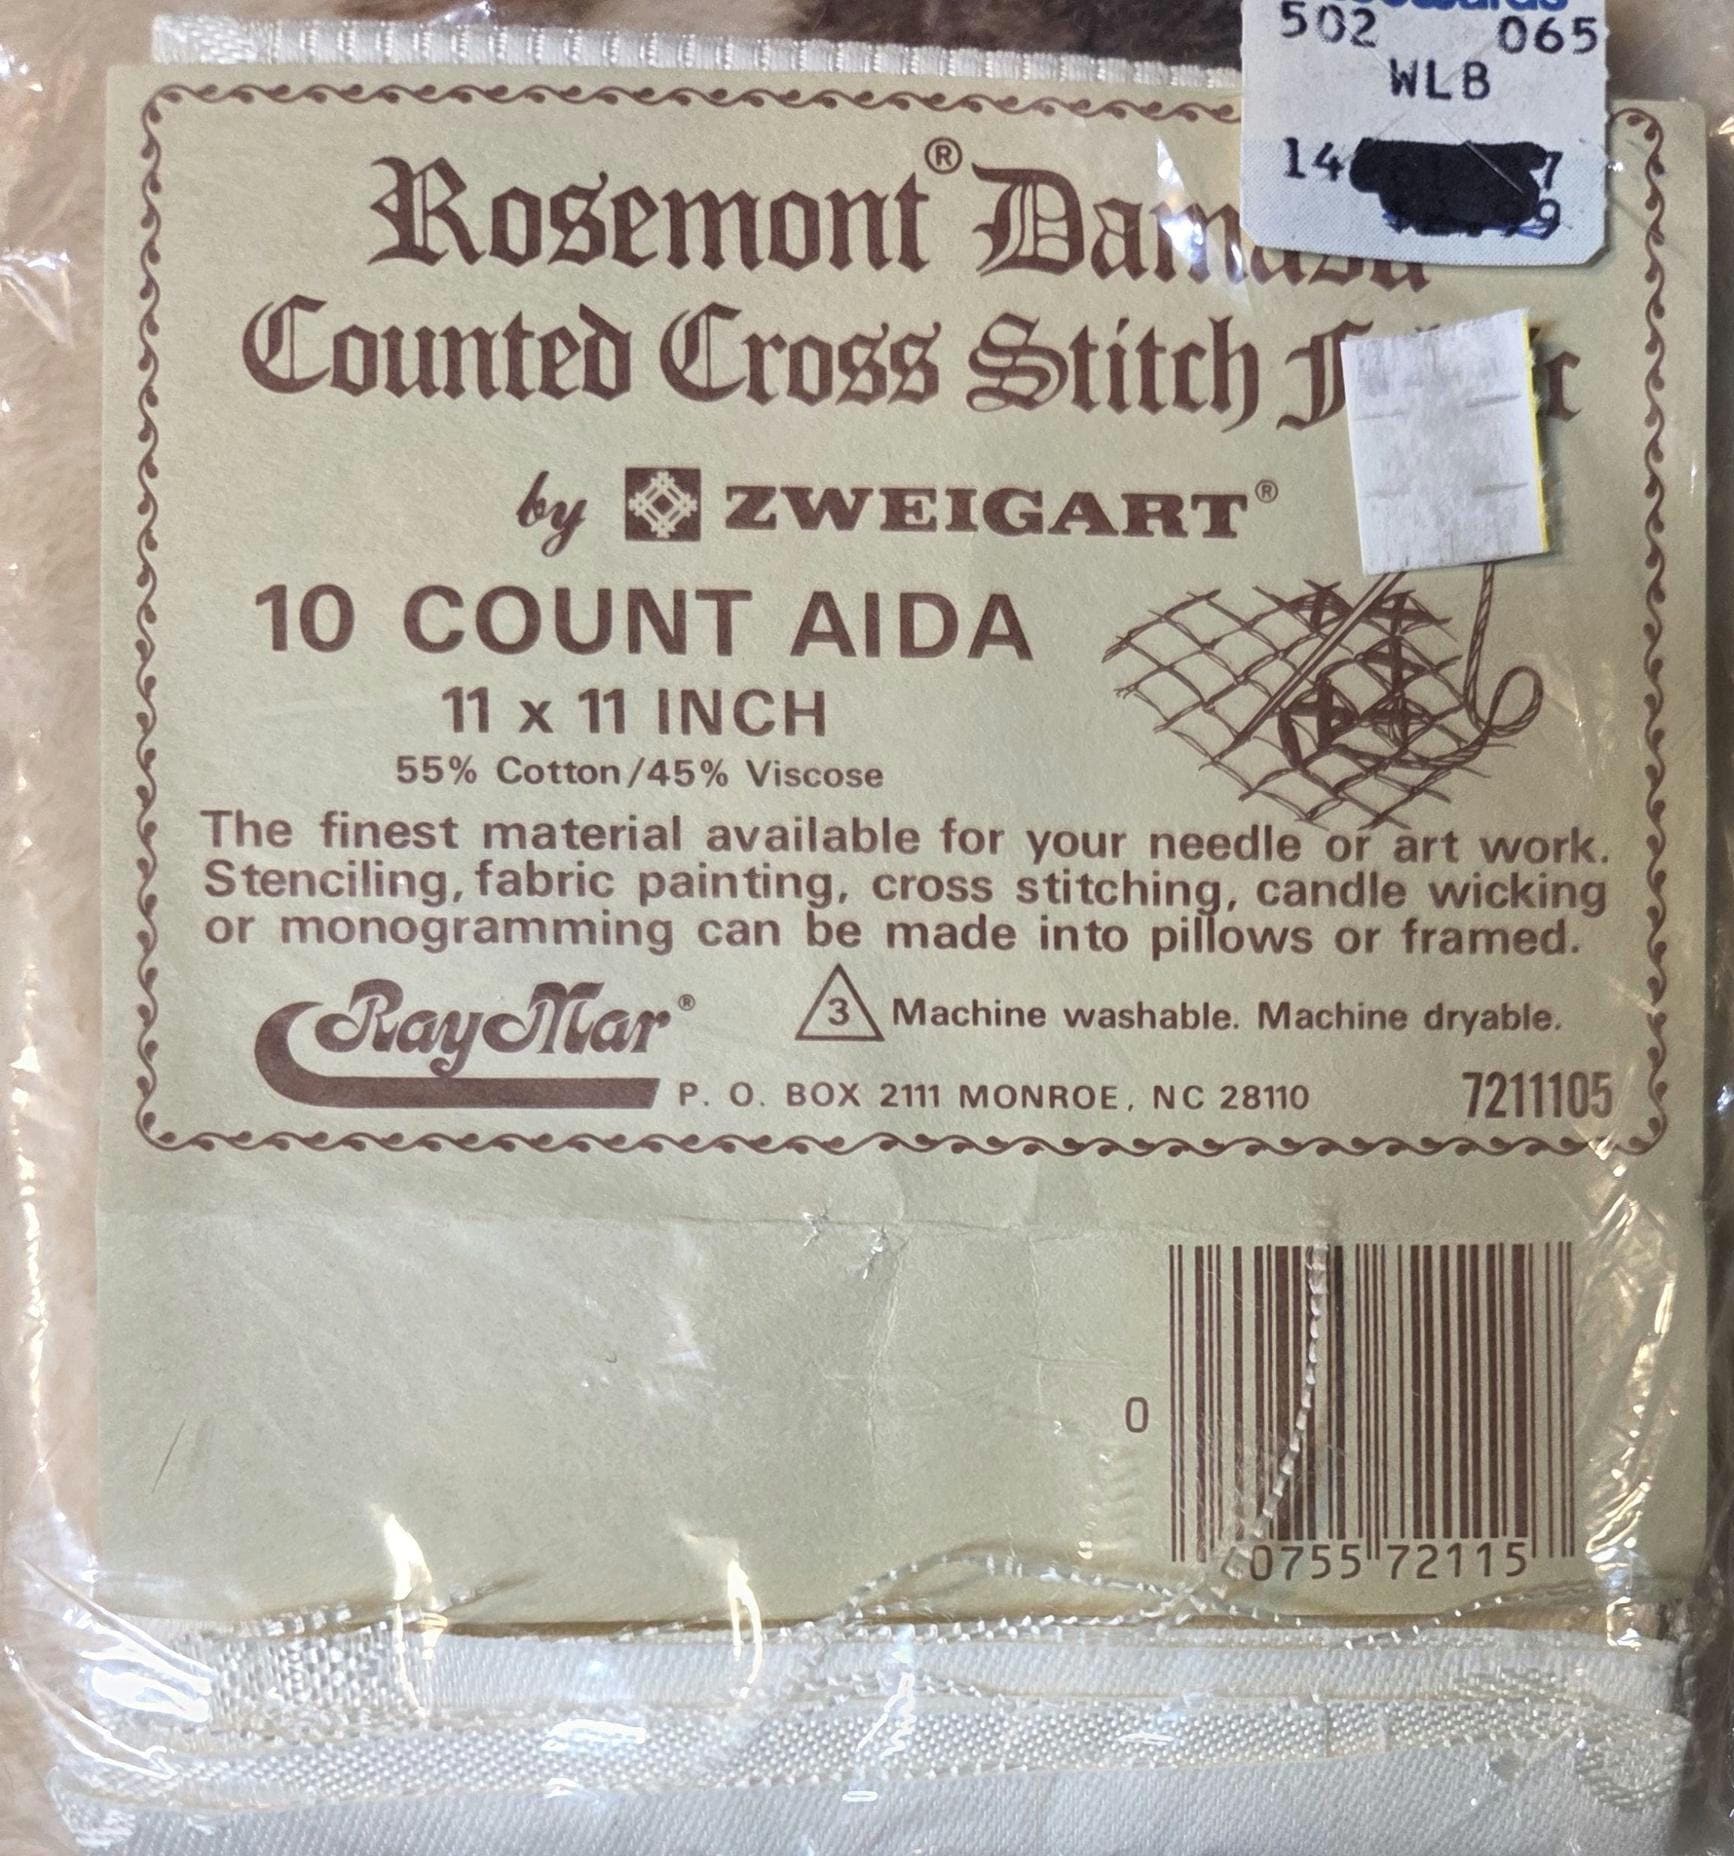 502 065
WLB
14 7
9
Rosemont®
Counted Cross Stitch
by ZWEIGART®
10 COUNT AIDA
11 x 11 INCH
55% Cotton/45% Viscose
The finest material available for your needle or art work.
Stenciling, fabric painting, cross stitching, candle wicking
or monogramming can be made into pillows or framed.
RayMar® 3 Machine washable. Machine dryable.
P. O. BOX 2111 MONROE, NC 28110 7211105
0
0755 72115